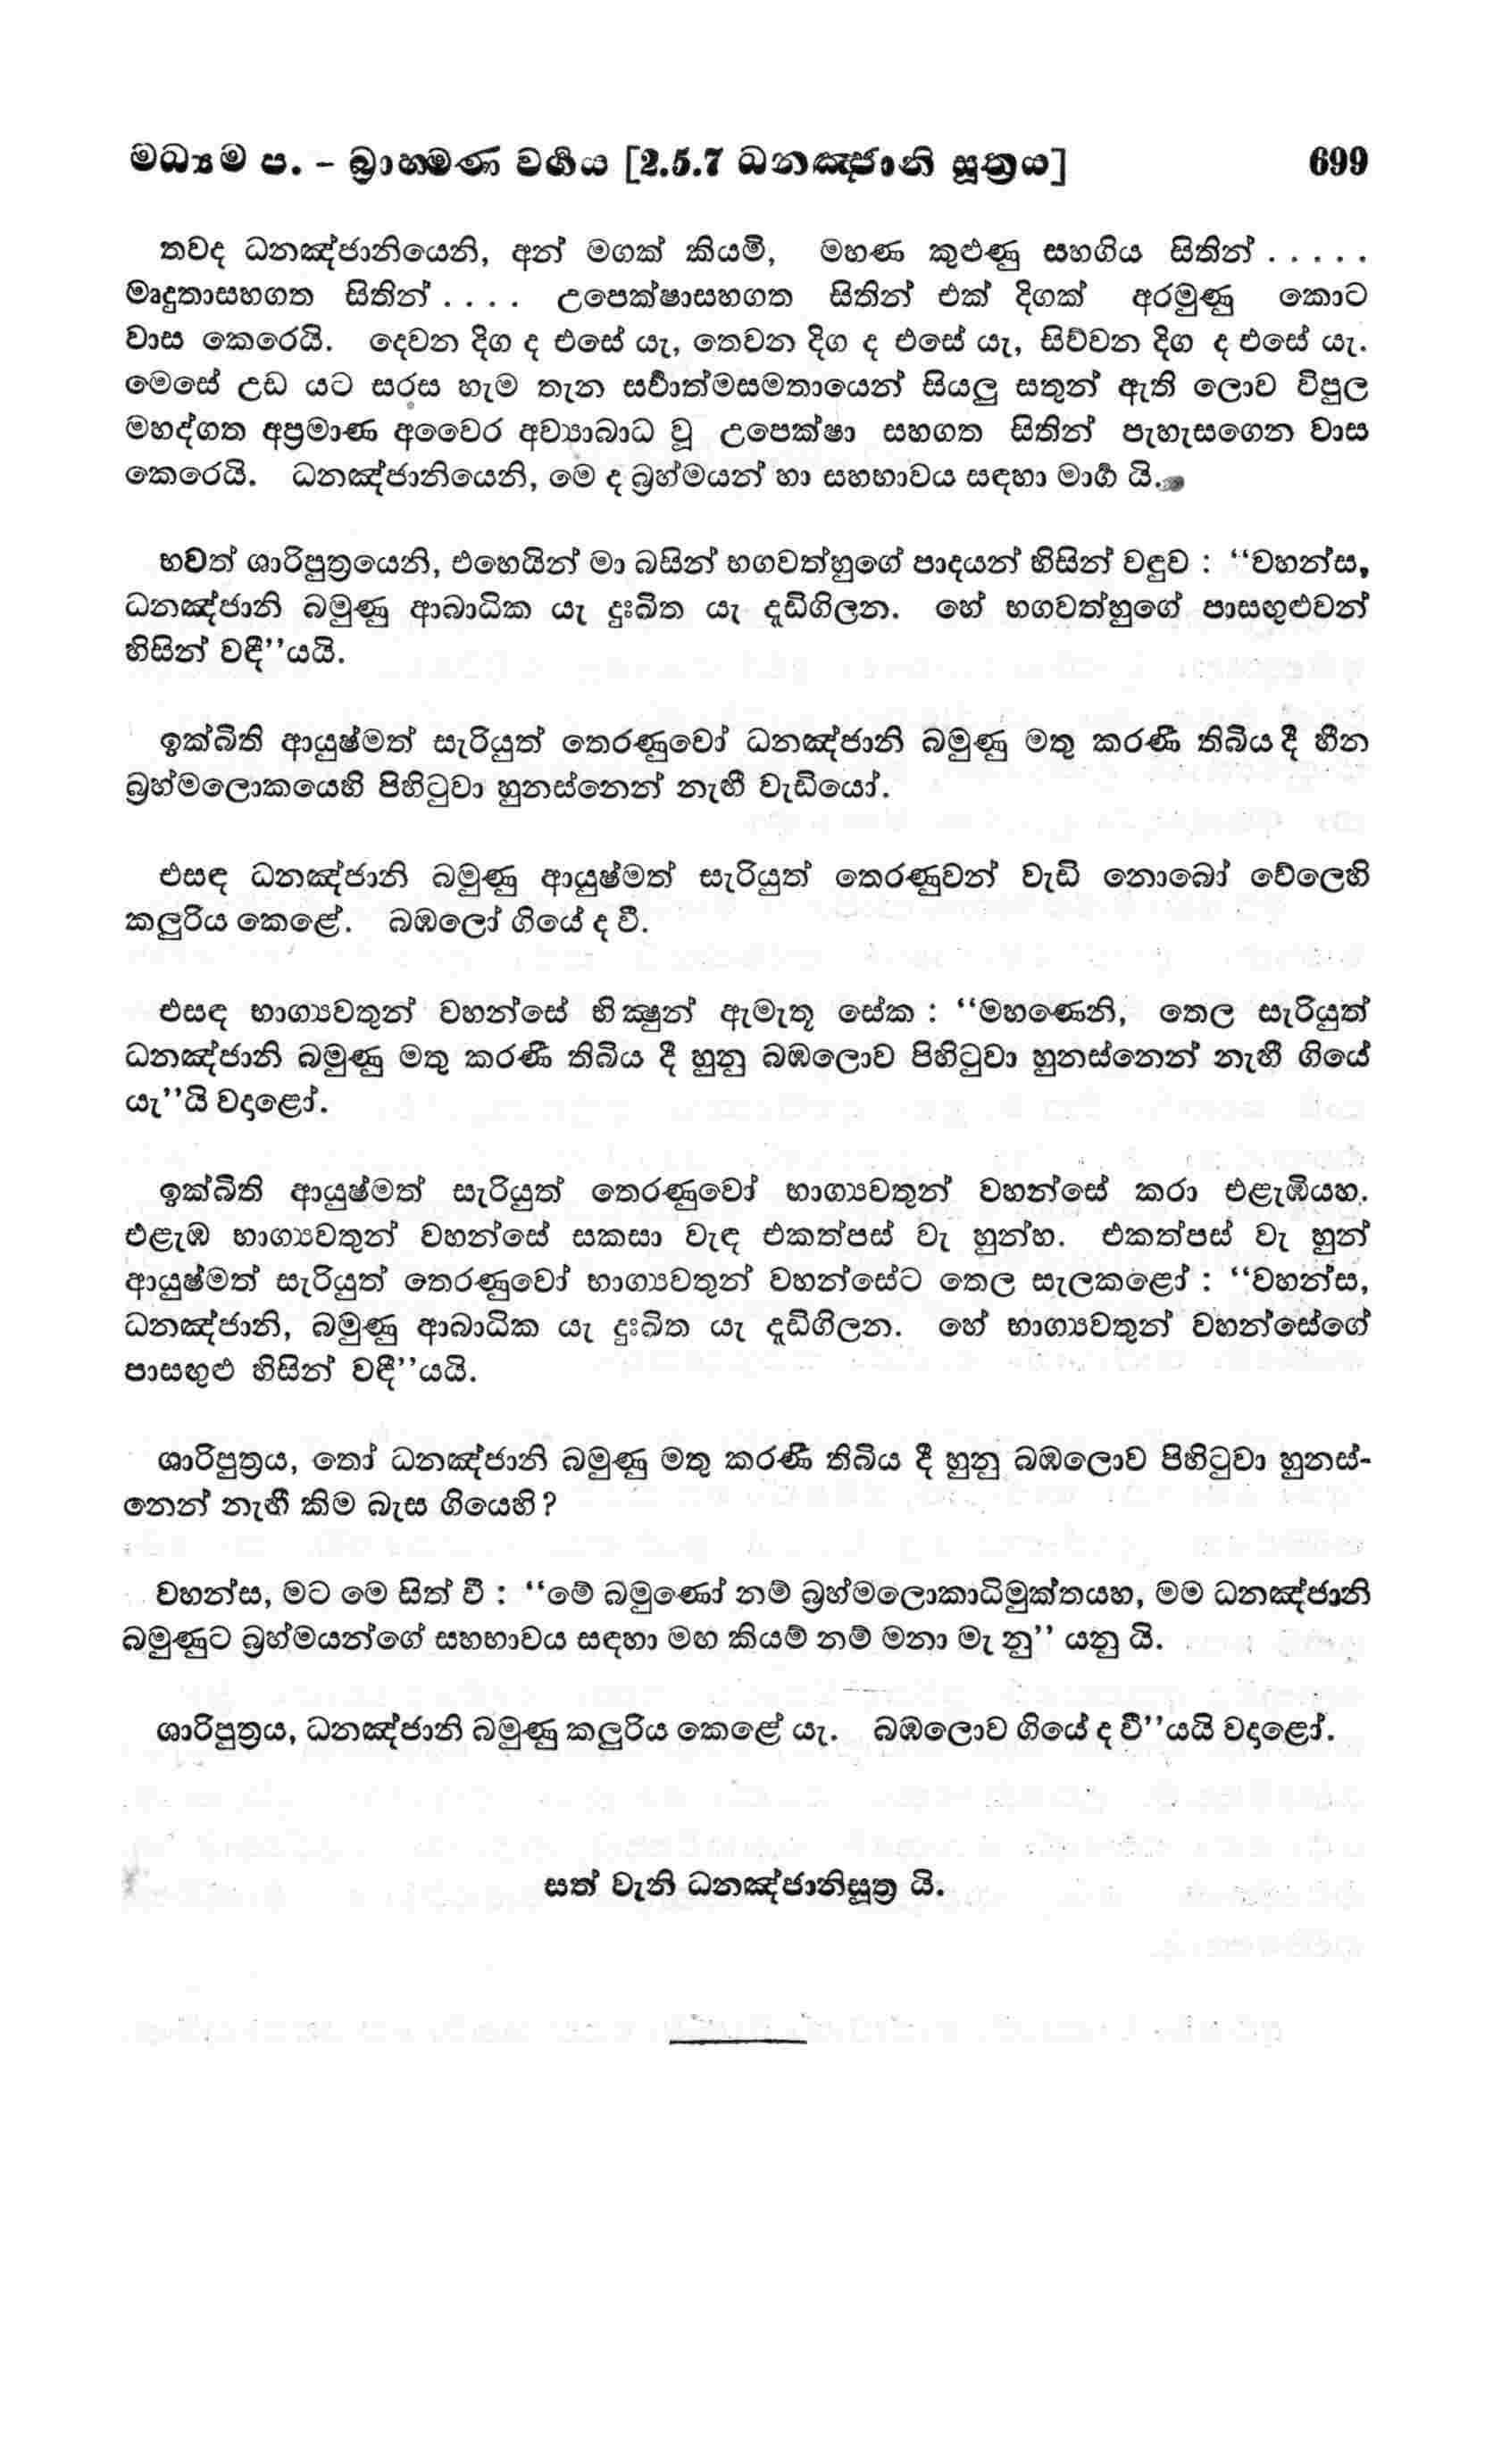 මධ්‍යම ප. - බ්‍රාහමණ වර්‍ගය [2.5.7 ධනඤ්ජානි සූත්‍රය] 699
තවද ධනඤ්ජානියෙනි, අන් මගක් කියමි, මහණ කුළුණු සහගිය සිතින් . . . . .
මෘදුතාසහගත සිතින් . . . . උපෙක්ෂාසහගත සිතින් එක් දිගක් අරමුණු කොට
වාස කෙරෙයි. දෙවන දිග ද එසේ යැ, තෙවන දිග ද එසේ යැ, සිව්වන දිග ද එසේ යැ.
මෙසේ උඩ යට සරස හැම තැන සර්‍වාත්මසමතායෙන් සියලු සතුන් ඇති ලොව විපුල
මහද්ගත අප්‍රමාණ අවෛර අව්‍යාබාධ වූ උපෙක්ෂා සහගත සිතින් පැහැසගෙන වාස
කෙරෙයි. ධනඤ්ජානියෙනි, මෙ ද බ්‍රහ්මයන් හා සහභාවය සඳහා මාර්‍ග යි.
භවත් ශාරිපුත්‍රයෙනි, එහෙයින් මා බසින් භගවත්හුගේ පාදයන් හිසින් වඳුව : “වහන්ස,
ධනඤ්ජානි බමුණු ආබාධික යැ දුඃඛිත යැ දැඩිගිලන. හේ භගවත්හුගේ පාසඟුළුවන්
හිසින් වඳී”යයි.
ඉක්බිති ආයුෂ්මත් සැරියුත් තෙරණුවෝ ධනඤ්ජානි බමුණු මතු කරණී තිබිය දී හීන
බ්‍රහ්මලොකයෙහි පිහිටුවා හුනස්නෙන් නැඟී වැඩියෝ.
එසඳ ධනඤ්ජානි බමුණු ආයුෂ්මත් සැරියුත් තෙරණුවන් වැඩි නොබෝ වේලෙහි
කලුරිය කෙළේ. බඹලෝ ගියේ ද වී.
එසඳ භාග්‍යවතුන් වහන්සේ භික්‍ෂුන් ඇමැතූ සේක : “මහණෙනි, තෙල සැරියුත්
ධනඤ්ජානි බමුණු මතු කරණී තිබිය දී හුනු බඹලොව පිහිටුවා හුනස්නෙන් නැඟී ගියේ
යැ”යි වදාළෝ.
ඉක්බිති ආයුෂ්මත් සැරියුත් තෙරණුවෝ භාග්‍යවතුන් වහන්සේ කරා එළැඹියහ.
එළැඹ භාග්‍යවතුන් වහන්සේ සකසා වැඳ එකත්පස් වැ හුන්හ. එකත්පස් වැ හුන්
ආයුෂ්මත් සැරියුත් තෙරණුවෝ භාග්‍යවතුන් වහන්සේට තෙල සැලකළෝ : “වහන්ස,
ධනඤ්ජානි, බමුණු ආබාධික යැ දුඃඛිත යැ දැඩිගිලන. හේ භාග්‍යවතුන් වහන්සේගේ
පාසඟුළු හිසින් වඳී”යයි.
ශාරිපුත්‍රය, තෝ ධනඤ්ජානි බමුණු මතු කරණී තිබිය දී හුනු බඹලොව පිහිටුවා හුනස්-
නෙන් නැඟී කිම බැස ගියෙහි?
වහන්ස, මට මෙ සිත් වී : “මේ බමුණෝ නම් බ්‍රහ්මලොකාධිමුක්තයහ, මම ධනඤ්ජානි
බමුණුට බ්‍රහ්මයන්ගේ සහභාවය සඳහා මඟ කියම් නම් මනා මැ නු” යනු යි.
ශාරිපුත්‍රය, ධනඤ්ජානි බමුණු කලුරිය කෙළේ යැ. බඹලොව ගියේ ද වී”යයි වදාළෝ.
සත් වැනි ධනඤ්ජානිසූත්‍ර යි.